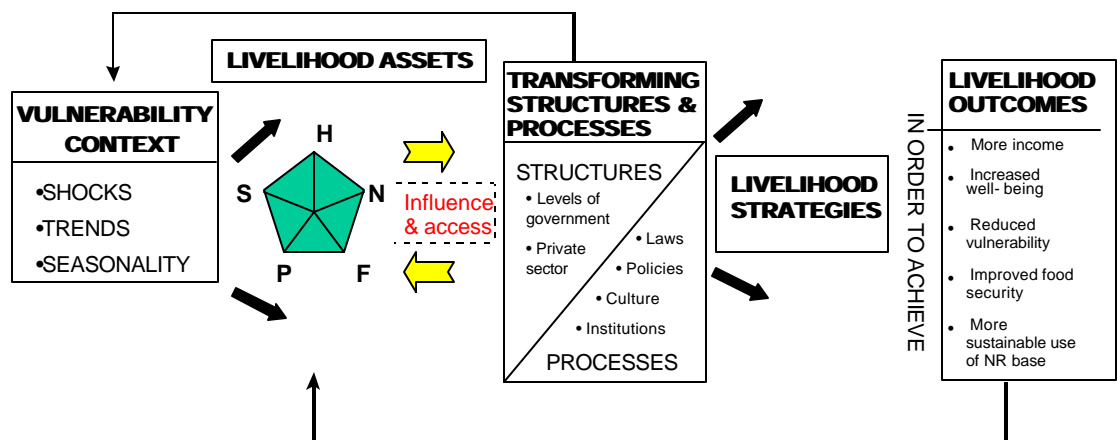 LIVELIHOOD ASSETS
VULNERABILITY
CONTEXT
•SHOCKS
•TRENDS
•SEASONALITY
H
S
N
P
F
Influence
& access
TRANSFORMING
STRUCTURES &
PROCESSES
STRUCTURES
• Levels of
government
• Private
sector
• Laws
• Policies
• Culture
• Institutions
PROCESSES
LIVELIHOOD
STRATEGIES
IN ORDER TO ACHIEVE
LIVELIHOOD
OUTCOMES
• More income
• Increased
well- being
• Reduced
vulnerability
• Improved food
security
• More
sustainable use
of NR base